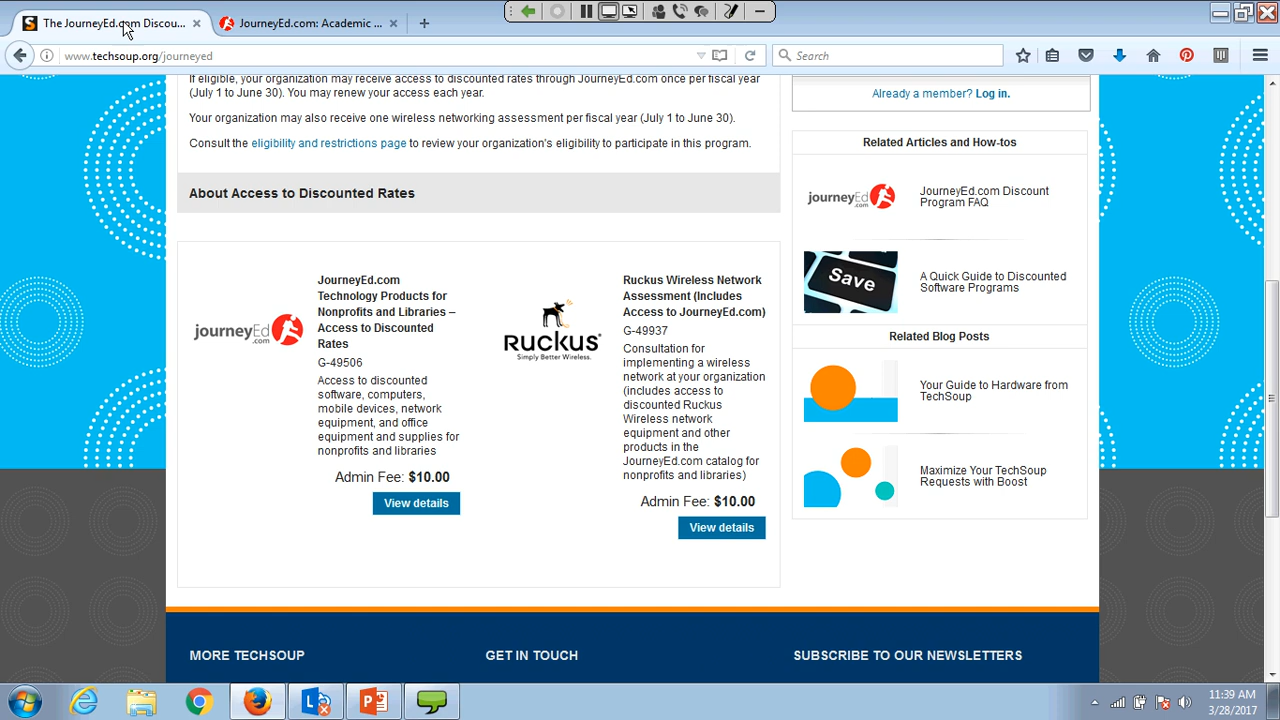 The JourneyEd.com Discou...
JourneyEd.com: Academic ...
www.techsoup.org/journeyed
Search
If eligible, your organization may receive access to discounted rates through JourneyEd.com once per fiscal year
(July 1 to June 30). You may renew your access each year.
Your organization may also receive one wireless networking assessment per fiscal year (July 1 to June 30).
Consult the eligibility and restrictions page to review your organization's eligibility to participate in this program.
About Access to Discounted Rates
journeyEd
.com
JourneyEd.com
Technology Products for
Nonprofits and Libraries –
Access to Discounted
Rates
G-49506
Access to discounted
software, computers,
mobile devices, network
equipment, and office
equipment and supplies for
nonprofits and libraries
Admin Fee: $10.00
View details
RUCKUS
Simply Better Wireless.
Ruckus Wireless Network
Assessment (Includes
Access to JourneyEd.com)
G-49937
Consultation for
implementing a wireless
network at your organization
(includes access to
discounted Ruckus
Wireless network
equipment and other
products in the
JourneyEd.com catalog for
nonprofits and libraries)
Admin Fee: $10.00
View details
Already a member? Log in.
Related Articles and How-tos
journeyEd
.com
JourneyEd.com Discount
Program FAQ
Save
A Quick Guide to Discounted
Software Programs
Related Blog Posts
Your Guide to Hardware from
TechSoup
Maximize Your TechSoup
Requests with Boost
MORE TECHSOUP
GET IN TOUCH
SUBSCRIBE TO OUR NEWSLETTERS
11:39 AM
3/28/2017